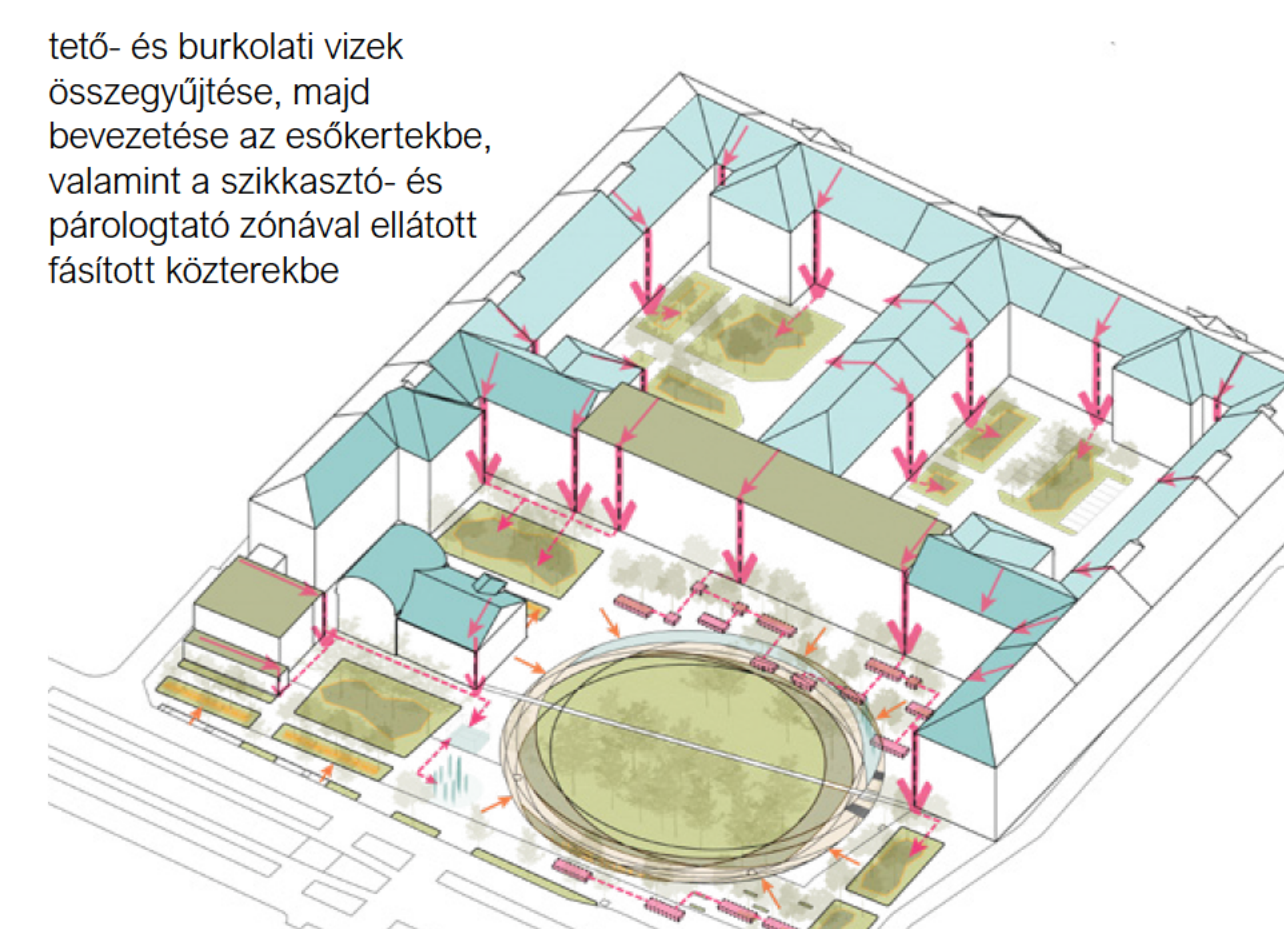 tető- és burkolati vizek
összegyűjtése, majd
bevezetése az esőkertekbe,
valamint a szikkasztó- és
párologtató zónával ellátott
fásított közterekbe